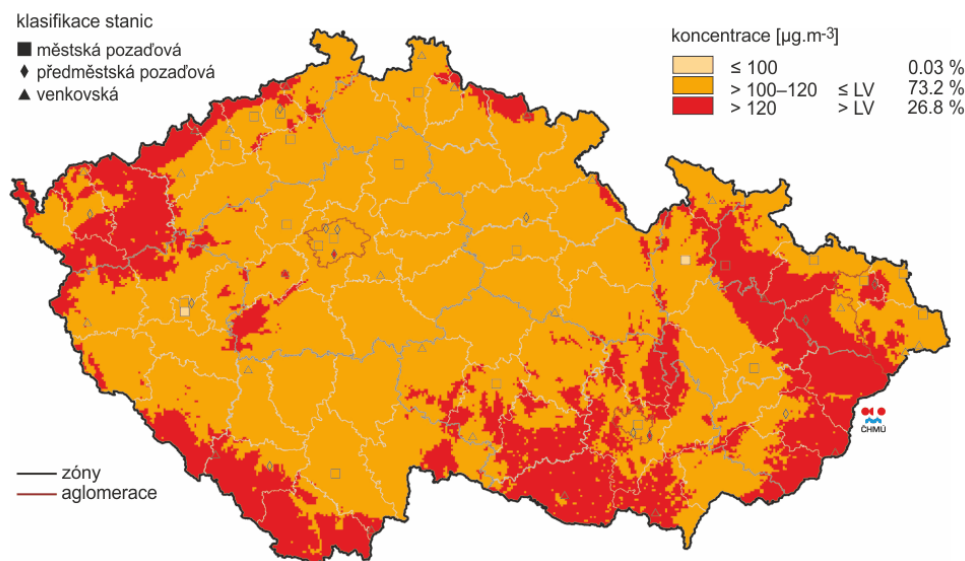 klasifikace stanic
městská pozaďová
předměstská pozaďová
venkovská
koncentrace [µg.m-3]
≤ 100 0.03 %
> 100–120 ≤ LV 73.2 %
> 120 > LV 26.8 %
ČHMÚ
zóny
aglomerace